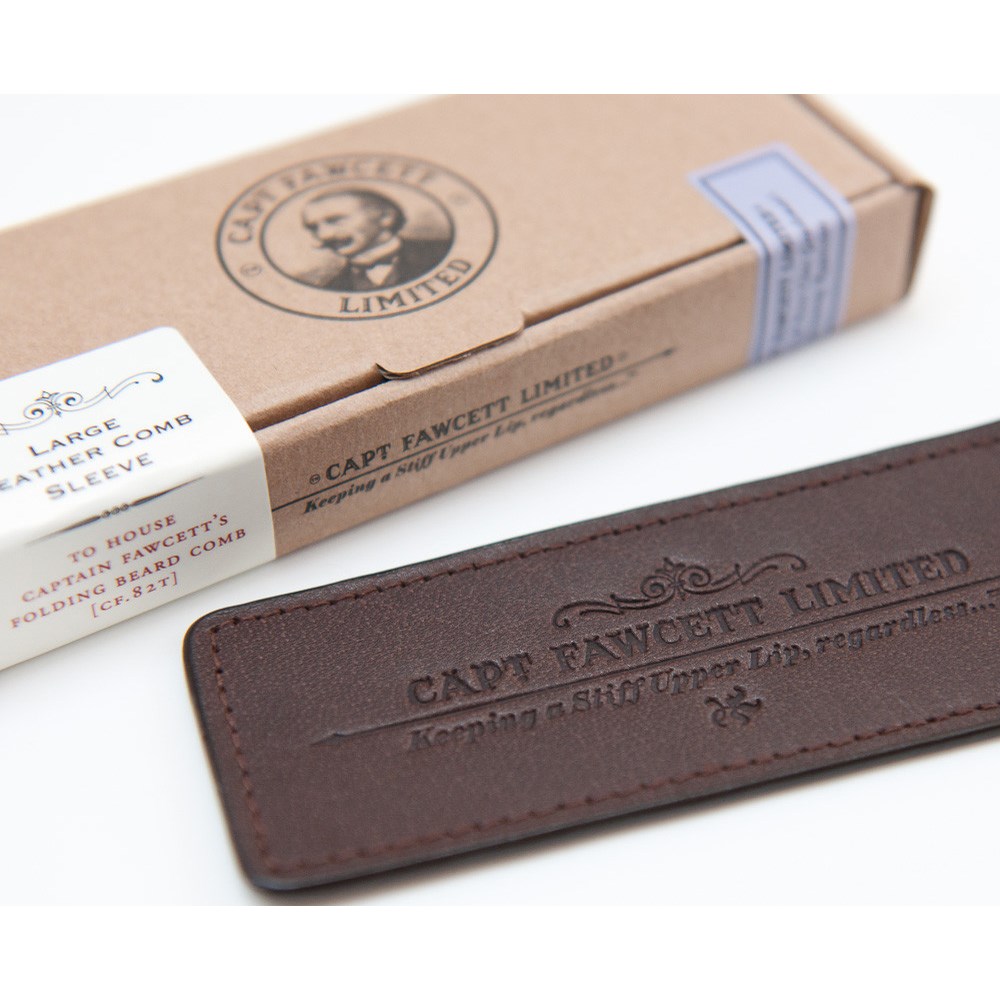 CAPT FAWCETT
LIMITED
LARGE
EATHER COMB
SLEEVE
TO HOUSE
CAPTAIN FAWCETT'S
FOLDING BEARD COMB
[CF.82T]
CAPT FAWCETT LIMITED
Keeping a Stiff Upper Lip, regardless..."
CAPT FAWCETT LIMITED
Keeping a Stiff Upper Lip, regardless...